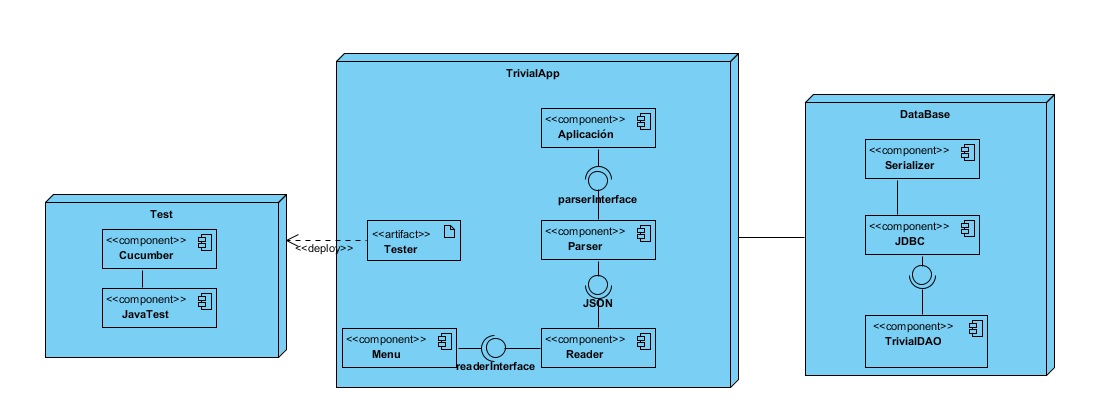 TrivialApp
<<component>>
Aplicación
parserInterface
<<component>>
Parser
JSON
<<component>>
Reader
readerInterface
<<component>>
Menu
<<artifact>>
Tester
<<deploy>>
Test
<<component>>
Cucumber
<<component>>
JavaTest
DataBase
<<component>>
Serializer
<<component>>
JDBC
<<component>>
TrivialDAO